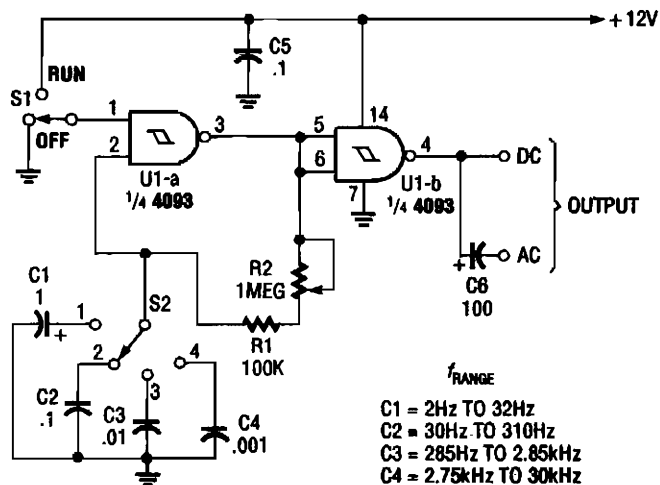 + 12V
C5
.1
RUN
S1
OFF
1
2
3
U1-a
1/4 4093
5
6
14
4
7
U1-b
1/4 4093
DC
OUTPUT
AC
+
C6
100
R2
1MEG
R1
100K
C1
1
+
1
S2
2
3
4
C2
.1
C3
.01
C4
.001
fRANGE
C1 = 2Hz TO 32Hz
C2 = 30Hz TO 310Hz
C3 = 285Hz TO 2.85kHz
C4 = 2.75kHz TO 30kHz